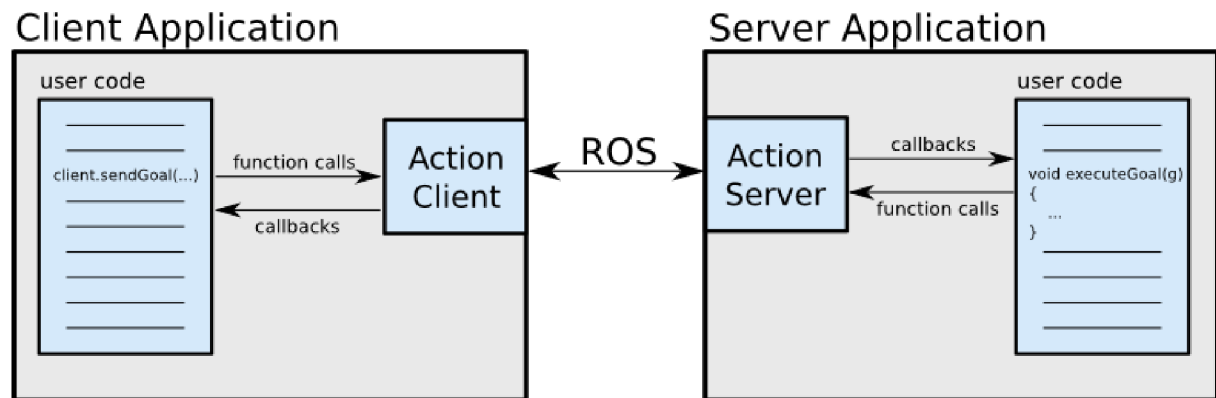 Client Application
user code
client.sendGoal(...)
function calls
callbacks
Action
Client
ROS
Server Application
Action
Server
callbacks
function calls
user code
void executeGoal(g)
{
...
}